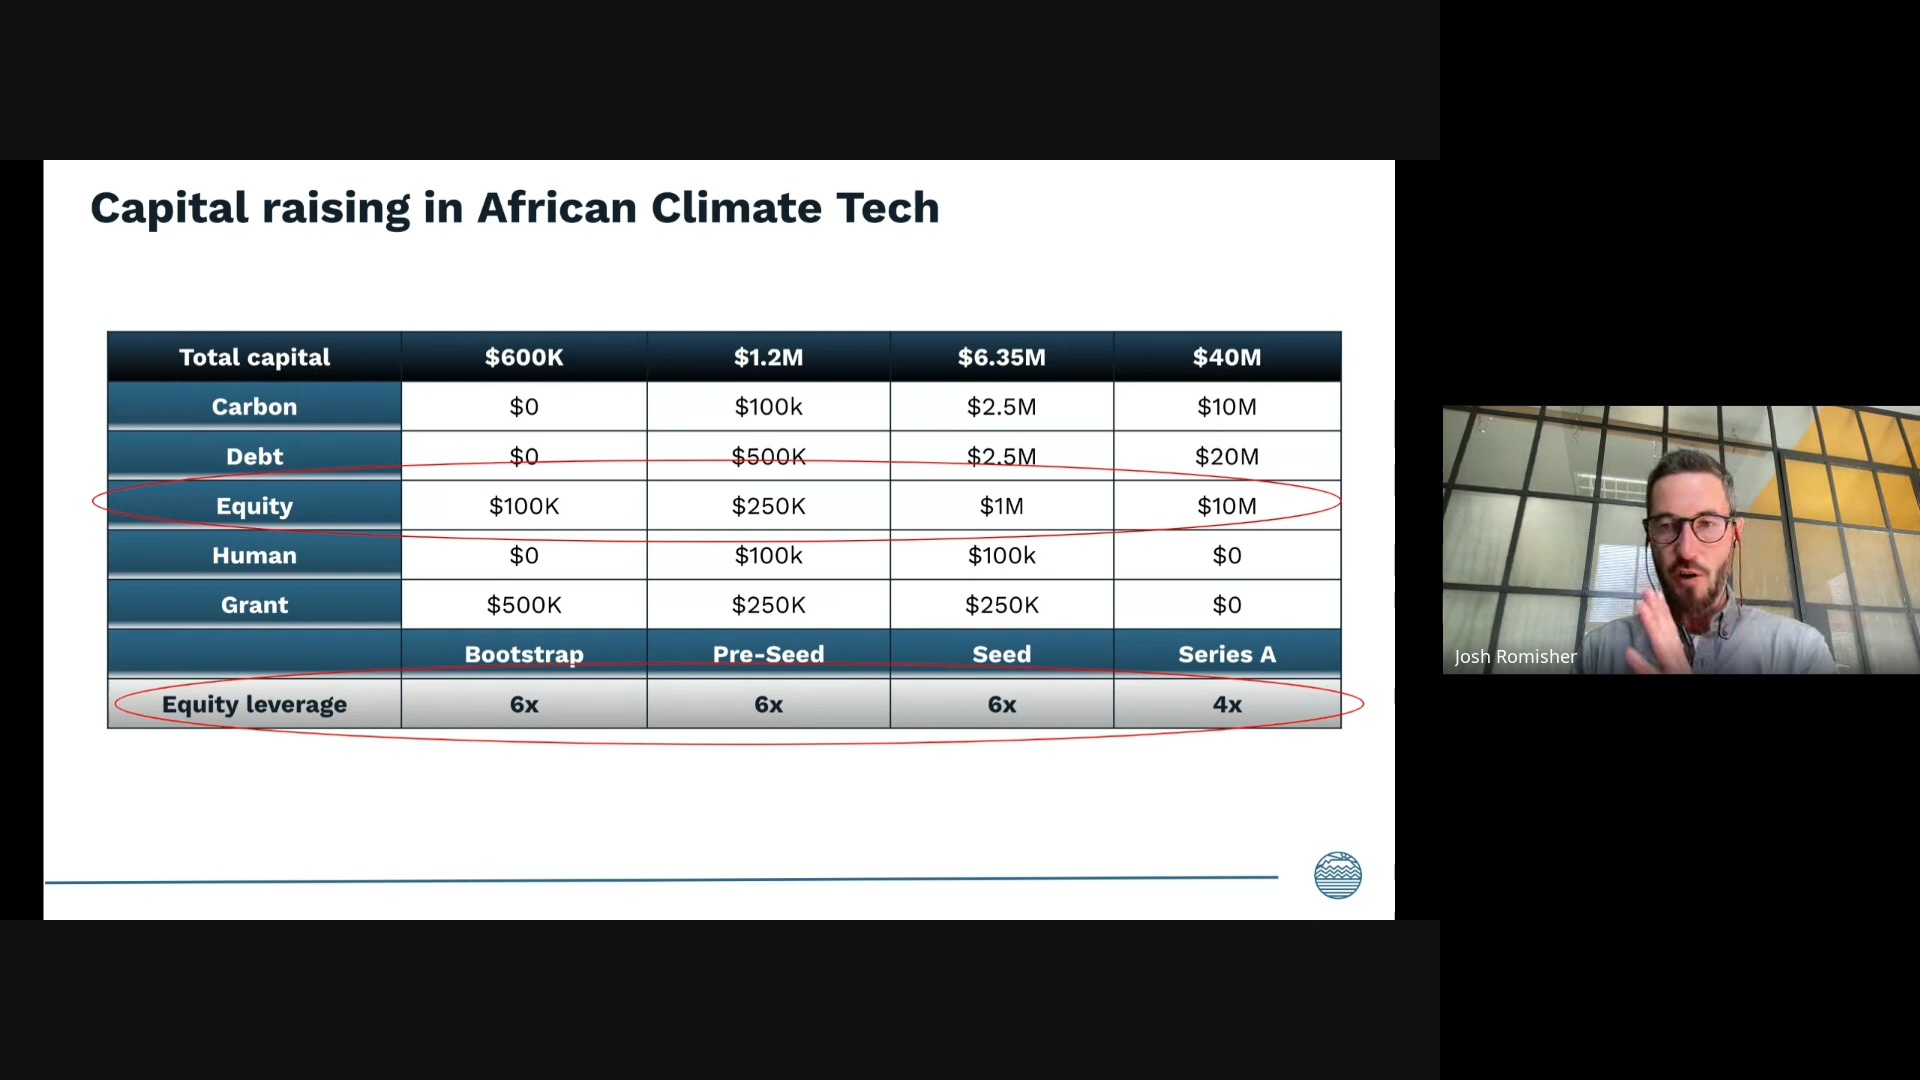 Capital raising in African Climate Tech
Total capital $600K $1.2M $6.35M $40M
Carbon $0 $100k $2.5M $10M
Debt $0 $500K $2.5M $20M
Equity $100K $250K $1M $10M
Human $0 $100k $100k $0
Grant $500K $250K $250K $0
Bootstrap Pre-Seed Seed Series A
Equity leverage 6x 6x 6x 4x
Josh Romisher